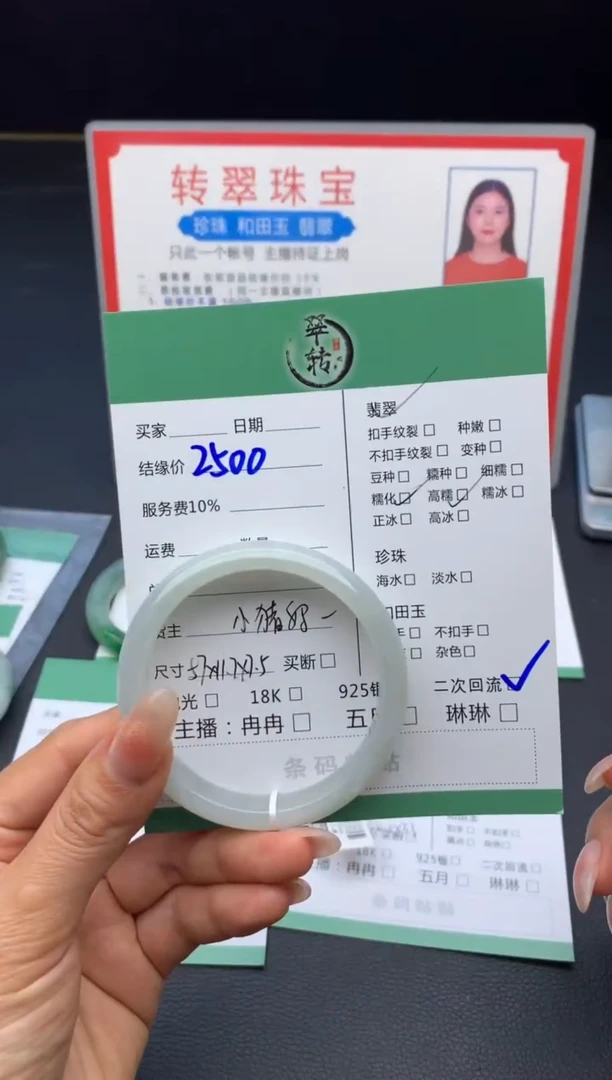 转翠珠宝
珍珠 和田玉 翡翠
只此一个帐号 主播持证上岗
翠转
买家 日期
结缘价 2500
服务费10%
运费
货主 小猪
尺寸 57x11.7x7.5 买断
光 18K 925银
主播：冉冉 五月 琳琳
条码
翡翠
扣手纹裂 种嫩
不扣手纹裂 变种
豆种 糯种 细糯
糯化 高糯 糯冰
正冰 高冰
珍珠
海水 淡水
和田玉
手 不扣手
杂色
二次回流
18K 925银 二次回流
冉冉 五月 琳琳